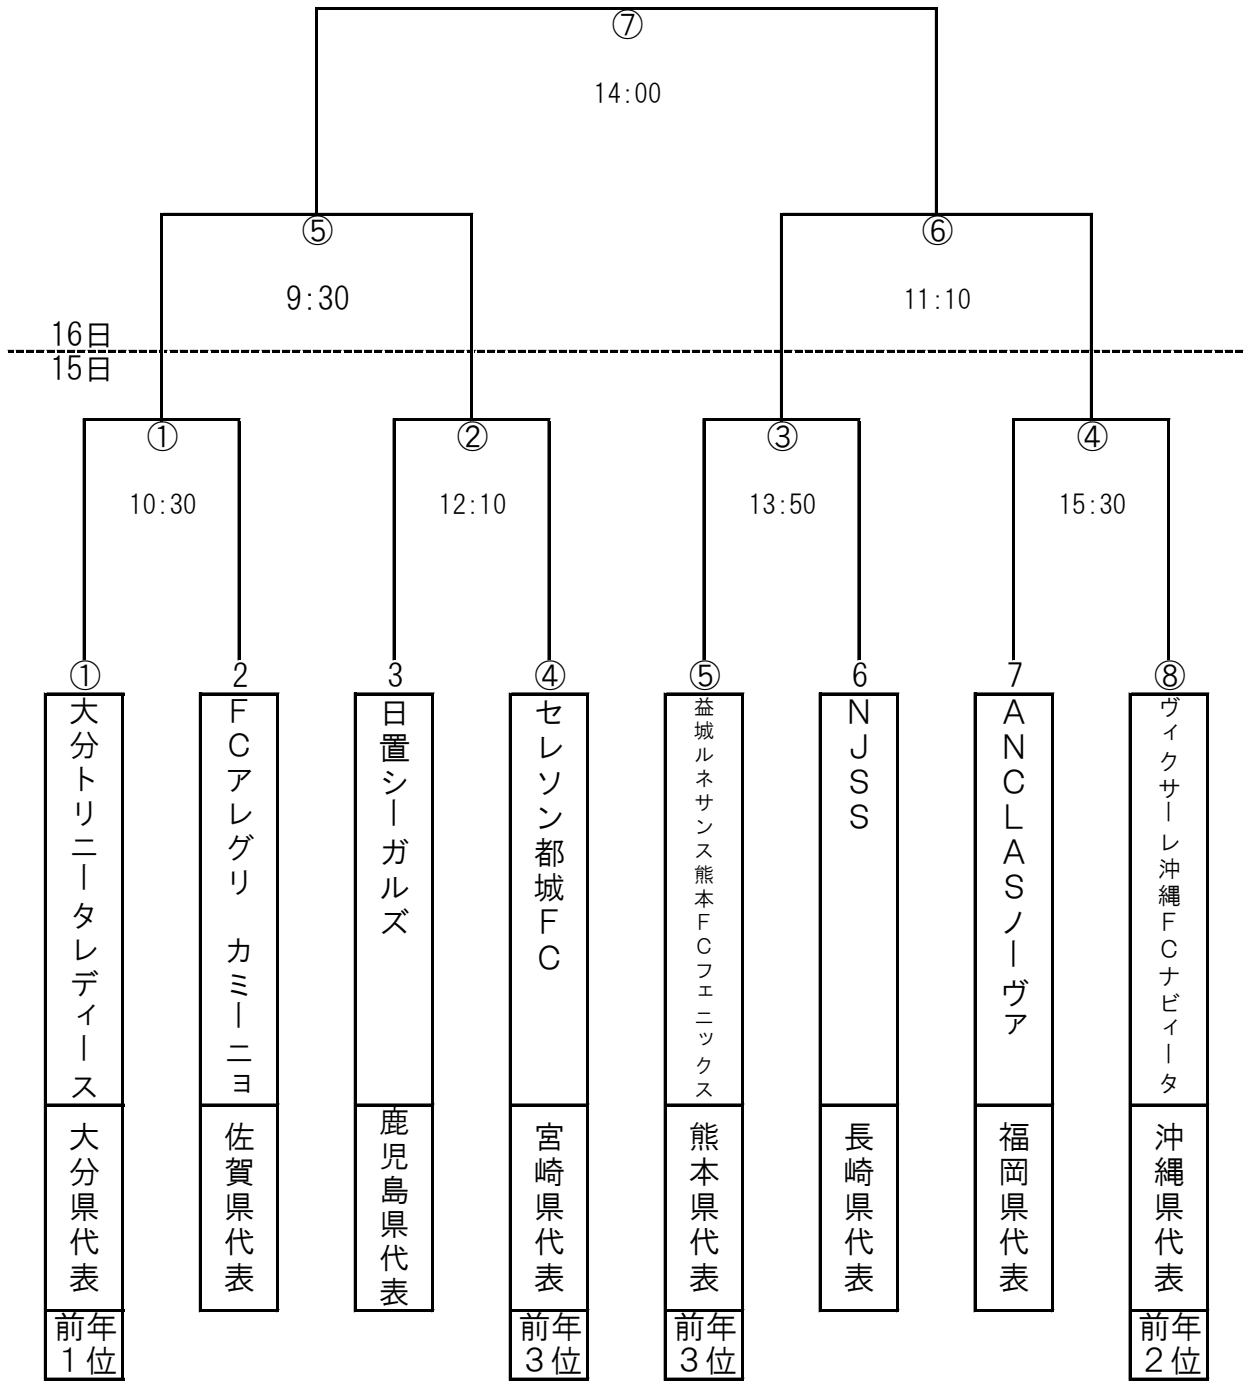 ⑦
14:00
⑤
⑥
9:30
11:10
16日
15日
①
②
③
④
10:30
12:10
13:50
15:30
①
2
3
④
⑤
6
7
⑧
大分トリニータレディース
FCアレグリ カミーニョ
日置シーガルズ
セレソン都城FC
益城ルネサンス熊本FCフェニックス
NJSS
ANCLASノーヴァ
ヴィクサーレ沖縄FCナビィータ
大分県代表
佐賀県代表
鹿児島県代表
宮崎県代表
熊本県代表
長崎県代表
福岡県代表
沖縄県代表
前年
1位
前年
3位
前年
3位
前年
2位